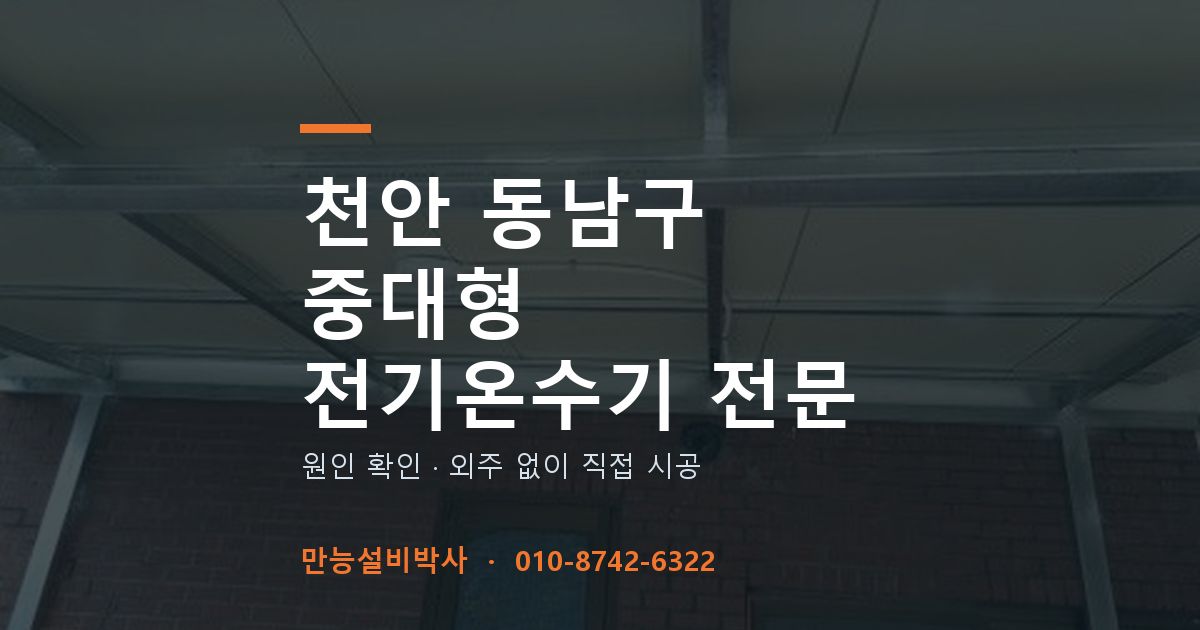 천안 동남구
중대형
전기온수기 전문
원인 확인 · 외주 없이 직접 시공
만능설비박사 · 010-8742-6322